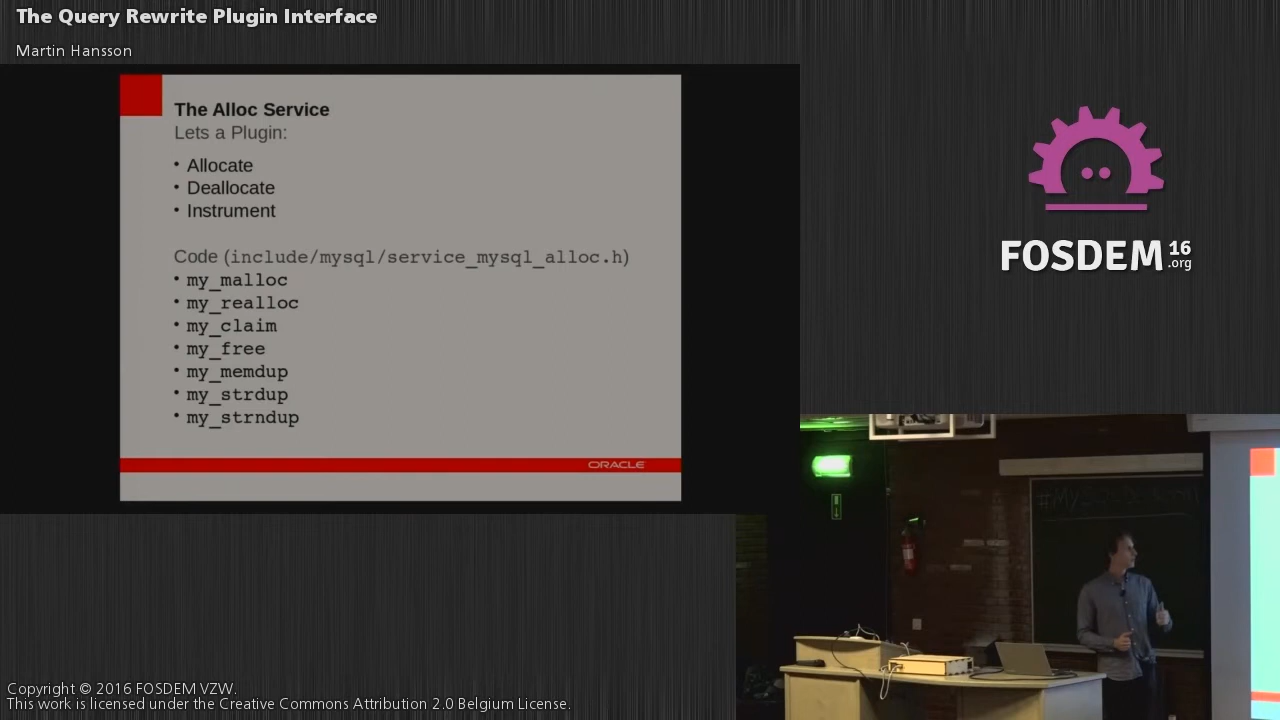 The Query Rewrite Plugin Interface
Martin Hansson
The Alloc Service
Lets a Plugin:
• Allocate
• Deallocate
• Instrument
Code (include/mysql/service_mysql_alloc.h)
• my_malloc
• my_realloc
• my_claim
• my_free
• my_memdup
• my_strdup
• my_strndup
ORACLE
FOSDEM 16
.org
Copyright © 2016 FOSDEM VZW.
This work is licensed under the Creative Commons Attribution 2.0 Belgium License.